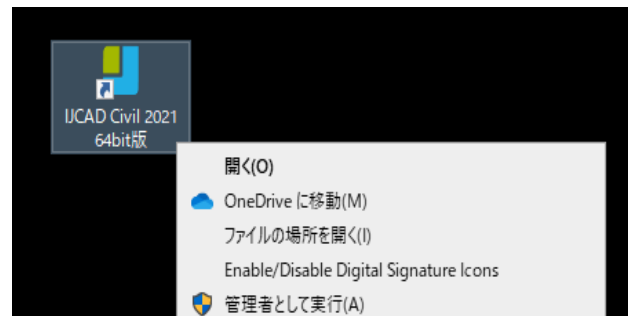 IJCAD Civil 2021
64bit版
開く(O)
OneDrive に移動(M)
ファイルの場所を開く(I)
Enable/Disable Digital Signature Icons
管理者として実行(A)